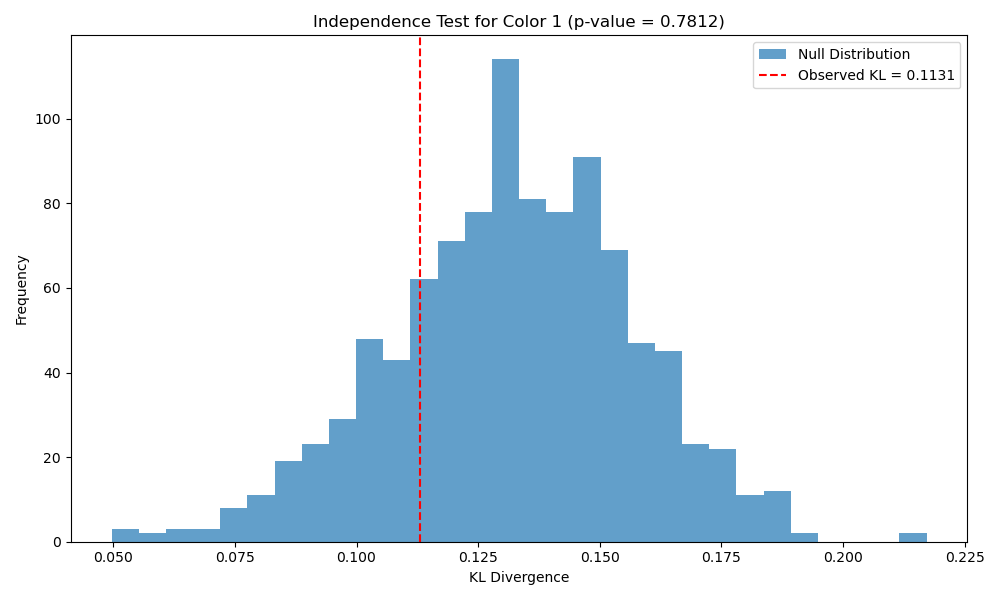 Independence Test for Color 1 (p-value = 0.7812)
Null Distribution
Observed KL = 0.1131
Frequency
100
80
60
40
20
0
0.050 0.075 0.100 0.125 0.150 0.175 0.200 0.225
KL Divergence